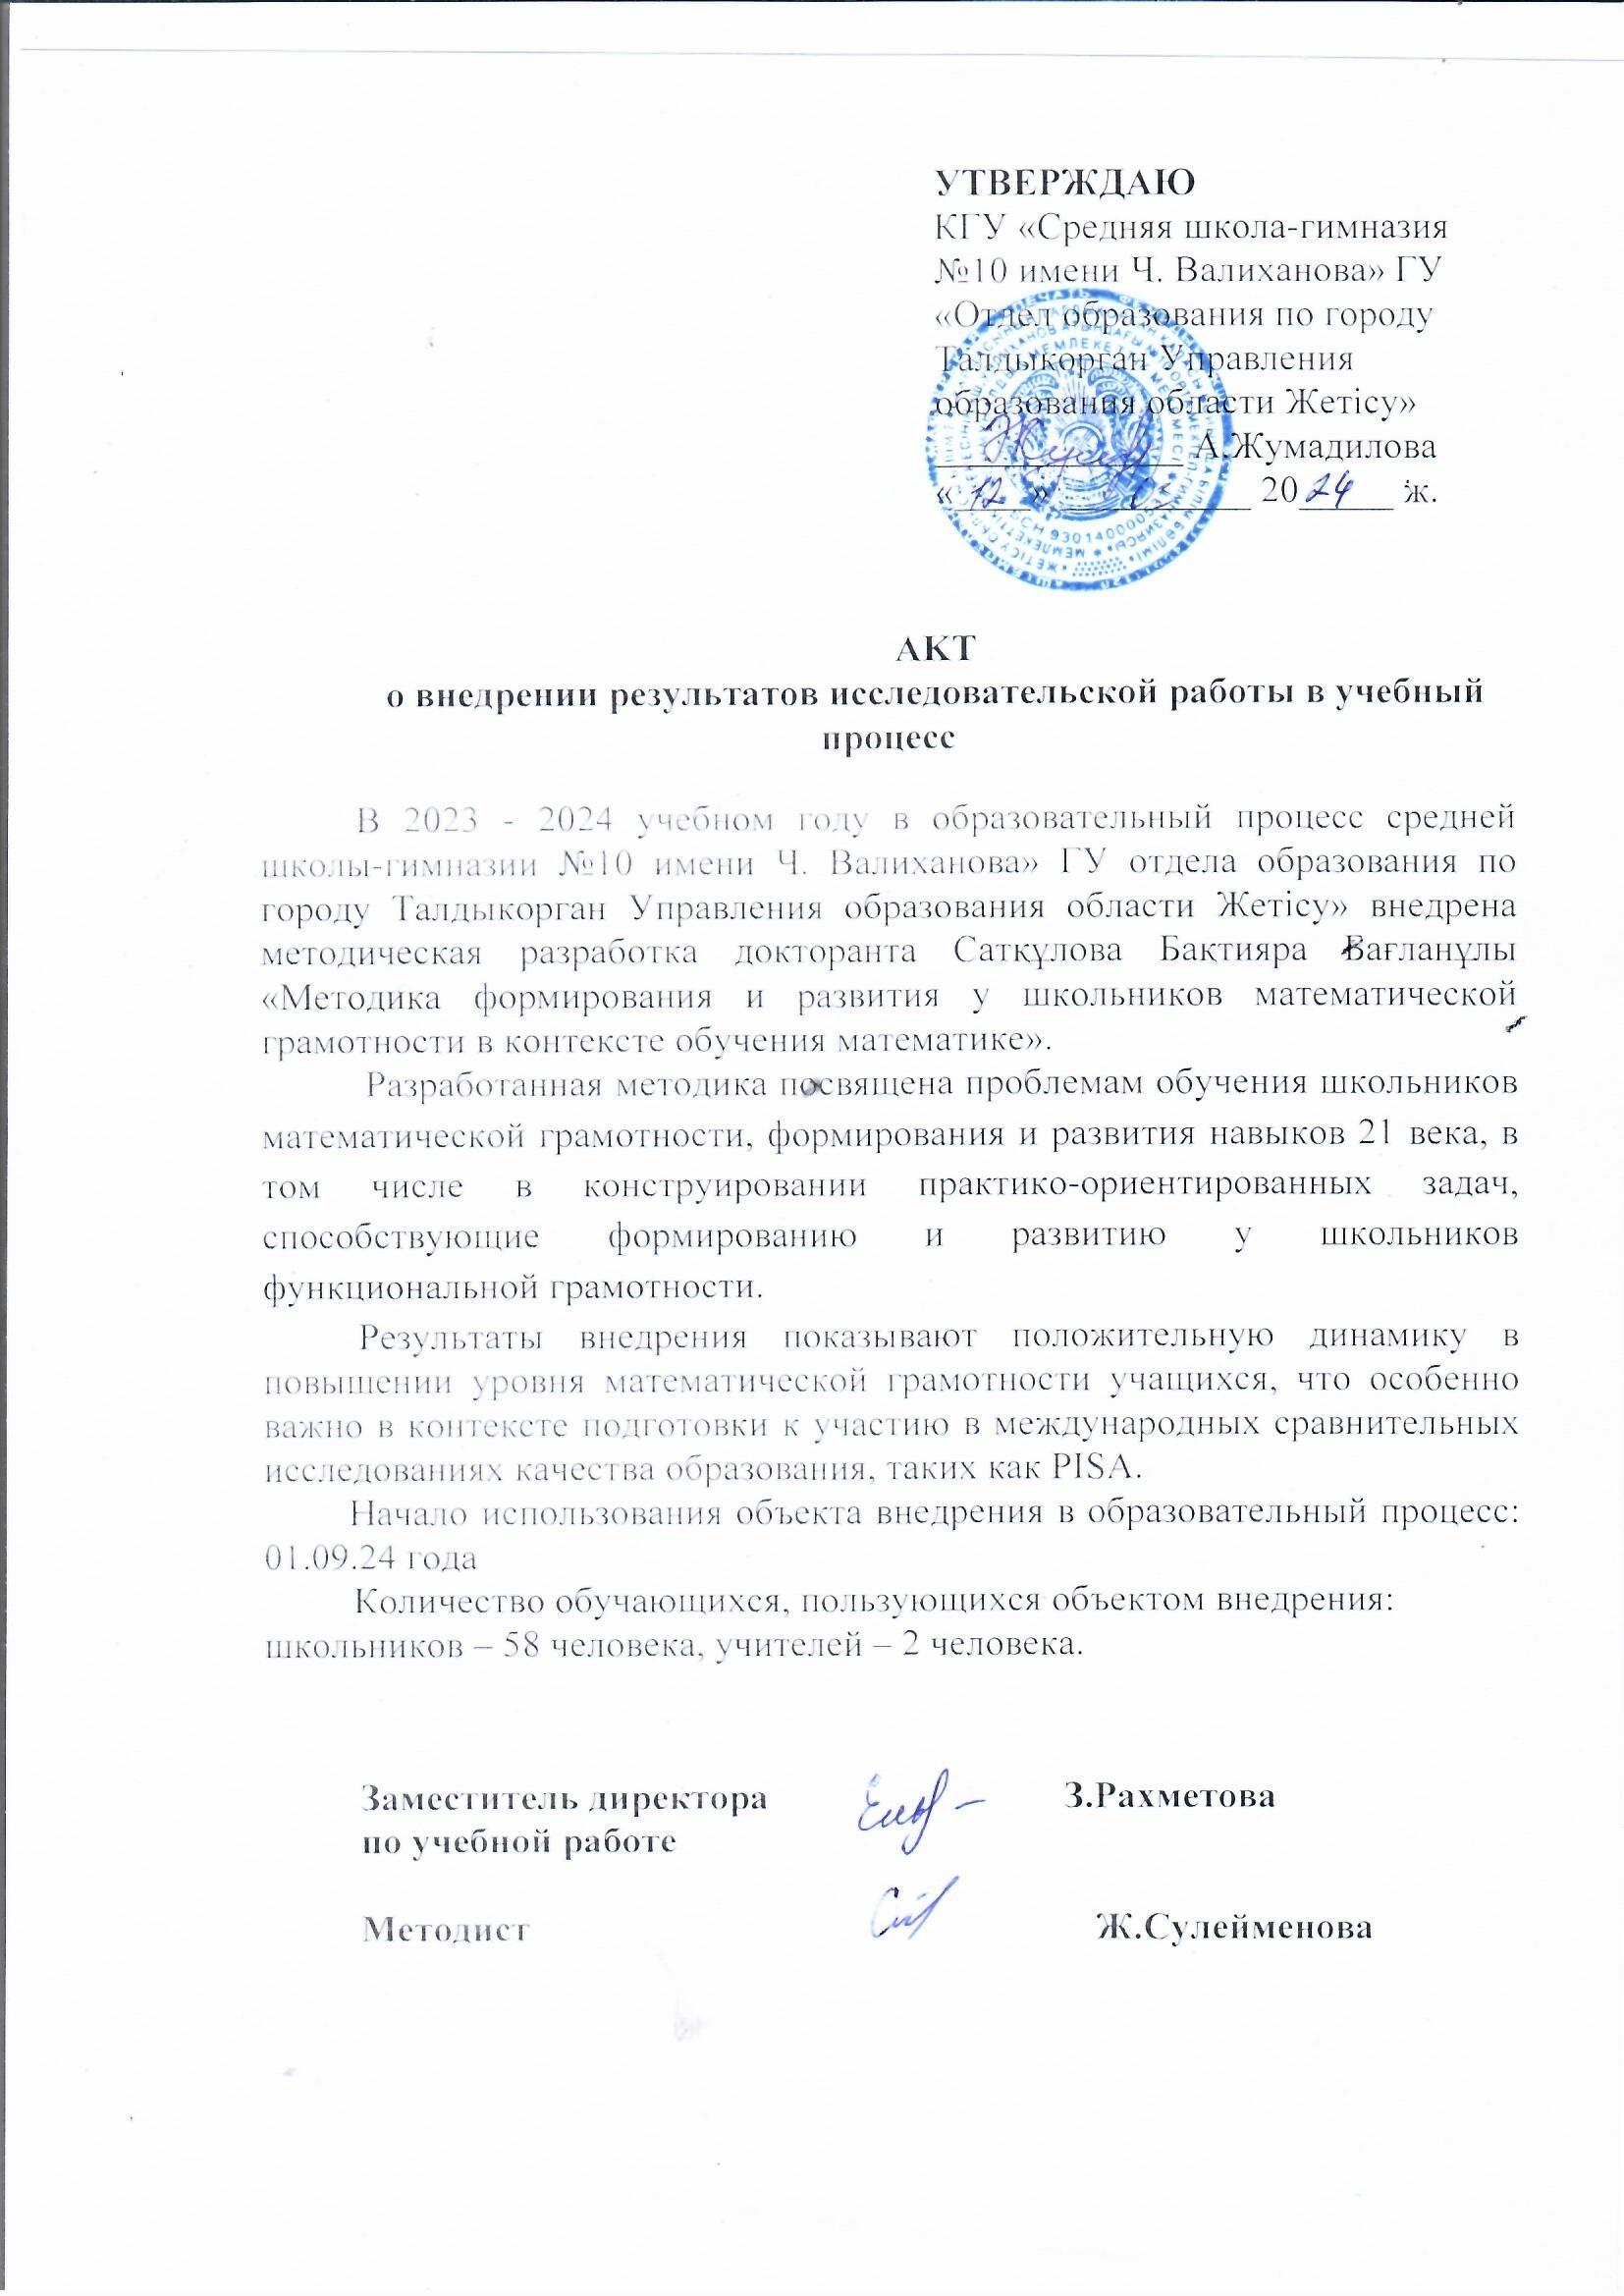 УТВЕРЖДАЮ
КГУ «Средняя школа-гимназия
№10 имени Ч. Валиханова» ГУ
«Отдел образования по городу
Талдыкорган Управления
образования области Жетісу»
_____________ А.Жумадилова
«12» __________ 2024 ж.
БСН 9301400005
АКТ
о внедрении результатов исследовательской работы в учебный
процесс
В 2023 - 2024 учебном году в образовательный процесс средней
школы-гимназии №10 имени Ч. Валиханова» ГУ отдела образования по
городу Талдыкорган Управления образования области Жетісу» внедрена
методическая разработка докторанта Сатқұлова Бақтияра Бағланұлы
«Методика формирования и развития у школьников математической
грамотности в контексте обучения математике».
Разработанная методика посвящена проблемам обучения школьников
математической грамотности, формирования и развития навыков 21 века, в
том числе в конструировании практико-ориентированных задач,
способствующие формированию и развитию у школьников
функциональной грамотности.
Результаты внедрения показывают положительную динамику в
повышении уровня математической грамотности учащихся, что особенно
важно в контексте подготовки к участию в международных сравнительных
исследованиях качества образования, таких как PISA.
Начало использования объекта внедрения в образовательный процесс:
01.09.24 года
Количество обучающихся, пользующихся объектом внедрения:
школьников – 58 человека, учителей – 2 человека.
Заместитель директора З.Рахметова
по учебной работе
Методист Ж.Сулейменова